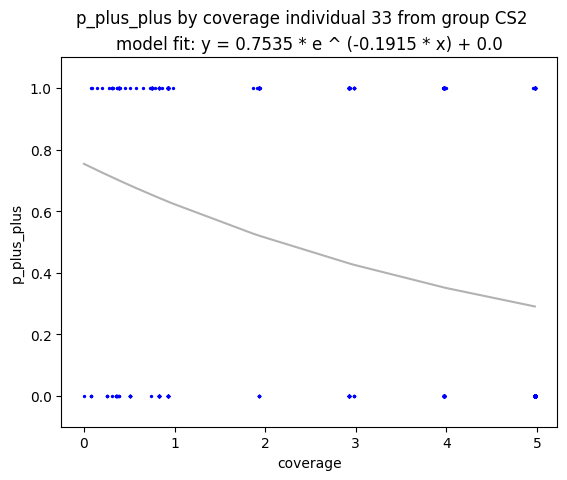 p_plus_plus by coverage individual 33 from group CS2
model fit: y = 0.7535 * e ^ (-0.1915 * x) + 0.0
1.0
0.8
0.6
0.4
0.2
0.0
p_plus_plus
0 1 2 3 4 5
coverage